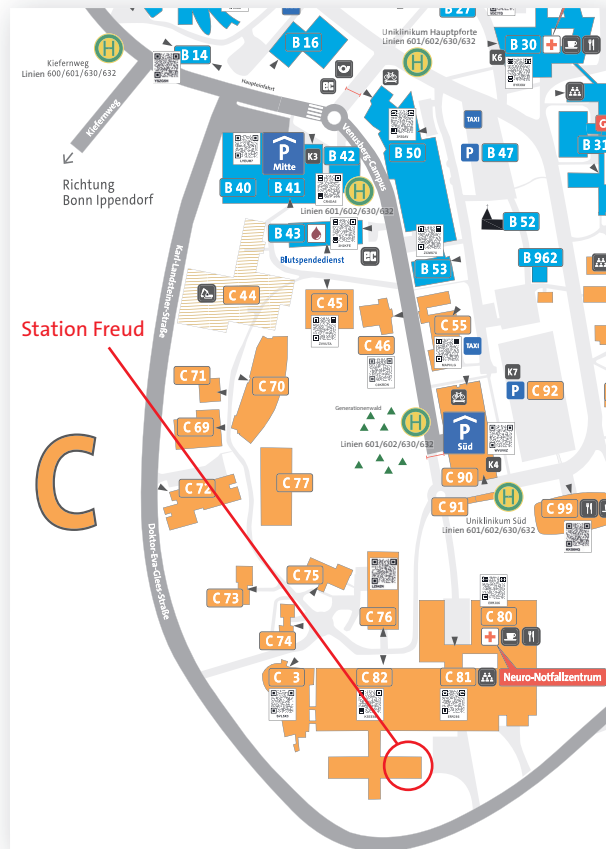 B 27
B 16
Uniklinikum Hauptpforte
Linien 601/602/630/632
B 30
H
H
Kiefernweg
Linien 600/601/630/632
B 14
K6
Haupteinfahrt
ec
Kiefernweg
TAXI
Venusberg-Campus
P
Mitte
K3
B 42
B 50
P
B 47
B 31
Richtung
Bonn Ippendorf
B 40
B 41
H
Linien 601/602/630/632
B 52
B 43
Blutspendedienst
ec
B 53
B 962
Karl-Landsteiner-Straße
C 44
C 45
C 46
C 55
TAXI
Station Freud
C 71
C 70
K7
P
C 92
Generationenwald
H
Linien 601/602/630/632
P
Süd
C 69
C
K4
C 77
C 90
C 72
C 91
H
Uniklinikum Süd
Linien 601/602/630/632
C 99
Doktor-Eva-Glees-Straße
C 75
C 73
C 76
C 80
C 74
C 3
C 82
C 81
Neuro-Notfallzentrum